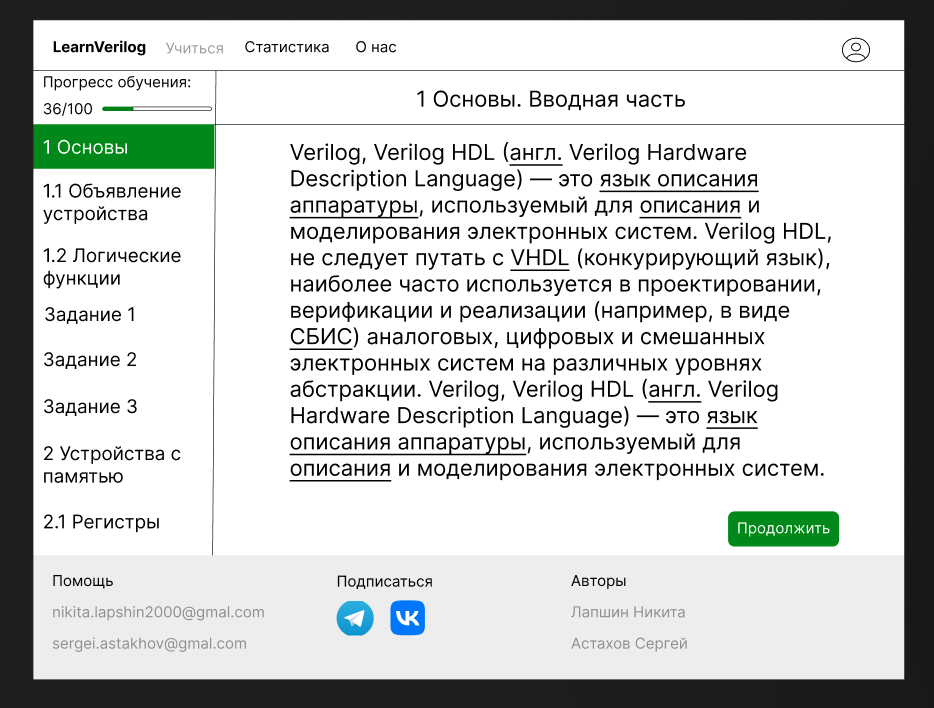 LearnVerilog Учиться Статистика О нас
Прогресс обучения:
36/100
1 Основы
1.1 Объявление
устройства
1.2 Логические
функции
Задание 1
Задание 2
Задание 3
2 Устройства с
памятью
2.1 Регистры
1 Основы. Вводная часть
Verilog, Verilog HDL (англ. Verilog Hardware
Description Language) — это язык описания
аппаратуры, используемый для описания и
моделирования электронных систем. Verilog HDL,
не следует путать с VHDL (конкурирующий язык),
наиболее часто используется в проектировании,
верификации и реализации (например, в виде
СБИС) аналоговых, цифровых и смешанных
электронных систем на различных уровнях
абстракции. Verilog, Verilog HDL (англ. Verilog
Hardware Description Language) — это язык
описания аппаратуры, используемый для
описания и моделирования электронных систем.
Продолжить
Помощь
nikita.lapshin2000@gmal.com
sergei.astakhov@gmal.com
Подписаться
Авторы
Лапшин Никита
Астахов Сергей